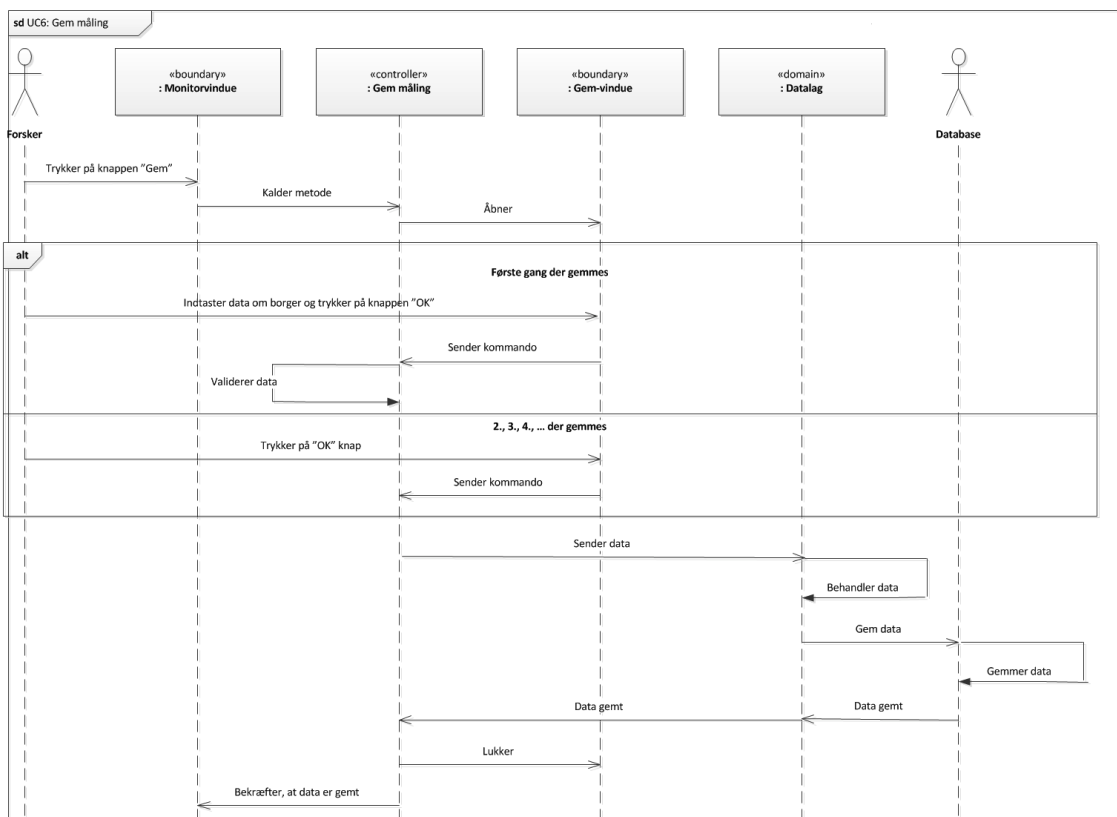 sd UC6: Gem måling
«boundary»
: Monitorvindue
«controller»
: Gem måling
«boundary»
: Gem-vindue
«domain»
: Datalag
Forsker
Database
Trykker på knappen ”Gem”
Kalder metode
Åbner
alt
Første gang der gemmes
Indtaster data om borger og trykker på knappen ”OK”
Sender kommando
Validerer data
2., 3., 4., ... der gemmes
Trykker på ”OK” knap
Sender kommando
Sender data
Behandler data
Gem data
Gemmer data
Data gemt
Data gemt
Lukker
Bekræfter, at data er gemt